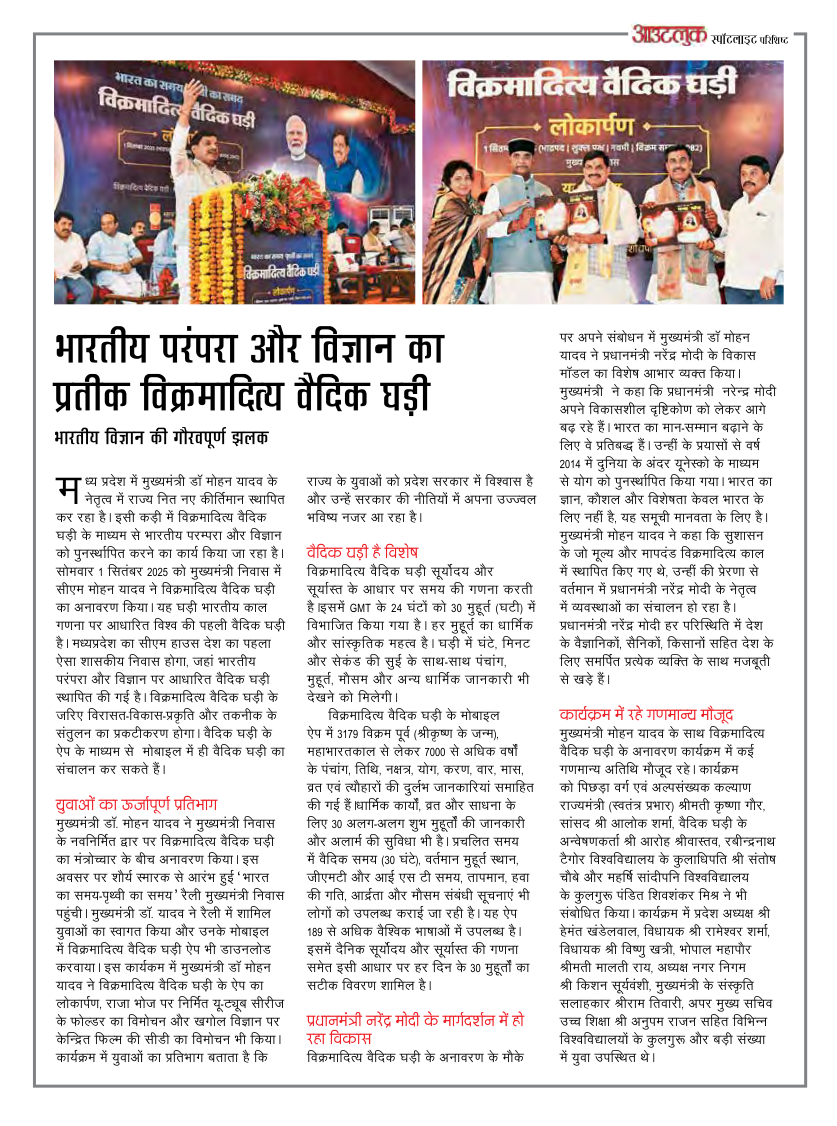 आउटलुक स्पॉटलाइट परिशिष्ट
भारत का समय
विक्रमादित्य वैदिक घड़ी
भारत का समय-पृथ्वी का समय
विक्रमादित्य वैदिक घड़ी
लोकार्पण
विक्रमादित्य वैदिक घड़ी
लोकार्पण
भारतीय परंपरा और विज्ञान का
प्रतीक विक्रमादित्य वैदिक घड़ी
भारतीय विज्ञान की गौरवपूर्ण झलक
मध्य प्रदेश में मुख्यमंत्री डॉ मोहन यादव के
नेतृत्व में राज्य नित नए कीर्तिमान स्थापित
कर रहा है। इसी कड़ी में विक्रमादित्य वैदिक
घड़ी के माध्यम से भारतीय परम्परा और विज्ञान
को पुनर्स्थापित करने का कार्य किया जा रहा है।
सोमवार 1 सितंबर 2025 को मुख्यमंत्री निवास में
सीएम मोहन यादव ने विक्रमादित्य वैदिक घड़ी
का अनावरण किया। यह घड़ी भारतीय काल
गणना पर आधारित विश्व की पहली वैदिक घड़ी
है। मध्यप्रदेश का सीएम हाउस देश का पहला
ऐसा शासकीय निवास होगा, जहां भारतीय
परंपरा और विज्ञान पर आधारित वैदिक घड़ी
स्थापित की गई है। विक्रमादित्य वैदिक घड़ी के
जरिए विरासत-विकास-प्रकृति और तकनीक के
संतुलन का प्रकटीकरण होगा। वैदिक घड़ी के
ऐप के माध्यम से मोबाइल में ही वैदिक घड़ी का
संचालन कर सकते हैं।
युवाओं का ऊर्जापूर्ण प्रतिभाग
मुख्यमंत्री डॉ. मोहन यादव ने मुख्यमंत्री निवास
के नवनिर्मित द्वार पर विक्रमादित्य वैदिक घड़ी
का मंत्रोच्चार के बीच अनावरण किया। इस
अवसर पर शौर्य स्मारक से आरंभ हुई ' भारत
का समय-पृथ्वी का समय' रैली मुख्यमंत्री निवास
पहुंची। मुख्यमंत्री डॉ. यादव ने रैली में शामिल
युवाओं का स्वागत किया और उनके मोबाइल
में विक्रमादित्य वैदिक घड़ी ऐप भी डाउनलोड
करवाया। इस कार्यकम में मुख्यमंत्री डॉ मोहन
यादव ने विक्रमादित्य वैदिक घड़ी के ऐप का
लोकार्पण, राजा भोज पर निर्मित यू-ट्यूब सीरीज
के फोल्डर का विमोचन और खगोल विज्ञान पर
केन्द्रित फिल्म की सीडी का विमोचन भी किया।
कार्यक्रम में युवाओं का प्रतिभाग बताता है कि
राज्य के युवाओं को प्रदेश सरकार में विश्वास है
और उन्हें सरकार की नीतियों में अपना उज्ज्वल
भविष्य नजर आ रहा है।
वैदिक घड़ी है विशेष
विक्रमादित्य वैदिक घड़ी सूर्योदय और
सूर्यास्त के आधार पर समय की गणना करती
है।इसमें GMT के 24 घंटों को 30 मुहूर्त (घटी) में
विभाजित किया गया है। हर मुहूर्त का धार्मिक
और सांस्कृतिक महत्व है। घड़ी में घंटे, मिनट
और सेकंड की सुई के साथ-साथ पंचांग,
मुहूर्त, मौसम और अन्य धार्मिक जानकारी भी
देखने को मिलेगी।
विक्रमादित्य वैदिक घड़ी के मोबाइल
ऐप में 3179 विक्रम पूर्व (श्रीकृष्ण के जन्म),
महाभारतकाल से लेकर 7000 से अधिक वर्षों
के पंचांग, तिथि, नक्षत्र, योग, करण, वार, मास,
व्रत एवं त्यौहारों की दुर्लभ जानकारियां समाहित
की गई हैं।धार्मिक कार्यों, व्रत और साधना के
लिए 30 अलग-अलग शुभ मुहूर्तों की जानकारी
और अलार्म की सुविधा भी है। प्रचलित समय
में वैदिक समय (30 घंटे), वर्तमान मुहूर्त स्थान,
जीएमटी और आई एस टी समय, तापमान, हवा
की गति, आर्द्रता और मौसम संबंधी सूचनाएं भी
लोगों को उपलब्ध कराई जा रही है। यह ऐप
189 से अधिक वैश्विक भाषाओं में उपलब्ध है।
इसमें दैनिक सूर्योदय और सूर्यास्त की गणना
समेत इसी आधार पर हर दिन के 30 मुहूर्तों का
सटीक विवरण शामिल है।
प्रधानमंत्री नरेंद्र मोदी के मार्गदर्शन में हो
रहा विकास
विक्रमादित्य वैदिक घड़ी के अनावरण के मौके
पर अपने संबोधन में मुख्यमंत्री डॉ मोहन
यादव ने प्रधानमंत्री नरेंद्र मोदी के विकास
मॉडल का विशेष आभार व्यक्त किया।
मुख्यमंत्री ने कहा कि प्रधानमंत्री नरेन्द्र मोदी
अपने विकासशील दृष्टिकोण को लेकर आगे
बढ़ रहे हैं। भारत का मान-सम्मान बढ़ाने के
लिए वे प्रतिबद्ध हैं। उन्हीं के प्रयासों से वर्ष
2014 में दुनिया के अंदर यूनेस्को के माध्यम
से योग को पुनर्स्थापित किया गया। भारत का
ज्ञान, कौशल और विशेषता केवल भारत के
लिए नहीं है, यह समूची मानवता के लिए है।
मुख्यमंत्री मोहन यादव ने कहा कि सुशासन
के जो मूल्य और मापदंड विक्रमादित्य काल
में स्थापित किए गए थे, उन्हीं की प्रेरणा से
वर्तमान में प्रधानमंत्री नरेंद्र मोदी के नेतृत्व
में व्यवस्थाओं का संचालन हो रहा है।
प्रधानमंत्री नरेंद्र मोदी हर परिस्थिति में देश
के वैज्ञानिकों, सैनिकों, किसानों सहित देश के
लिए समर्पित प्रत्येक व्यक्ति के साथ मजबूती
से खड़े हैं।
कार्यक्रम में रहे गणमान्य मौजूद
मुख्यमंत्री मोहन यादव के साथ विक्रमादित्य
वैदिक घड़ी के अनावरण कार्यक्रम में कई
गणमान्य अतिथि मौजूद रहे। कार्यक्रम
को पिछड़ा वर्ग एवं अल्पसंख्यक कल्याण
राज्यमंत्री (स्वतंत्र प्रभार) श्रीमती कृष्णा गौर,
सांसद श्री आलोक शर्मा, वैदिक घड़ी के
अन्वेषणकर्ता श्री आरोह श्रीवास्तव, रबीन्द्रनाथ
टैगोर विश्वविद्यालय के कुलाधिपति श्री संतोष
चौबे और महर्षि सांदीपनि विश्वविद्यालय
के कुलगुरू पंडित शिवशंकर मिश्र ने भी
संबोधित किया। कार्यक्रम में प्रदेश अध्यक्ष श्री
हेमंत खंडेलवाल, विधायक श्री रामेश्वर शर्मा,
विधायक श्री विष्णु खत्री, भोपाल महापौर
श्रीमती मालती राय, अध्यक्ष नगर निगम
श्री किशन सूर्यवंशी, मुख्यमंत्री के संस्कृति
सलाहकार श्रीराम तिवारी, अपर मुख्य सचिव
उच्च शिक्षा श्री अनुपम राजन सहित विभिन्न
विश्वविद्यालयों के कुलगुरू और बड़ी संख्या
में युवा उपस्थित थे।